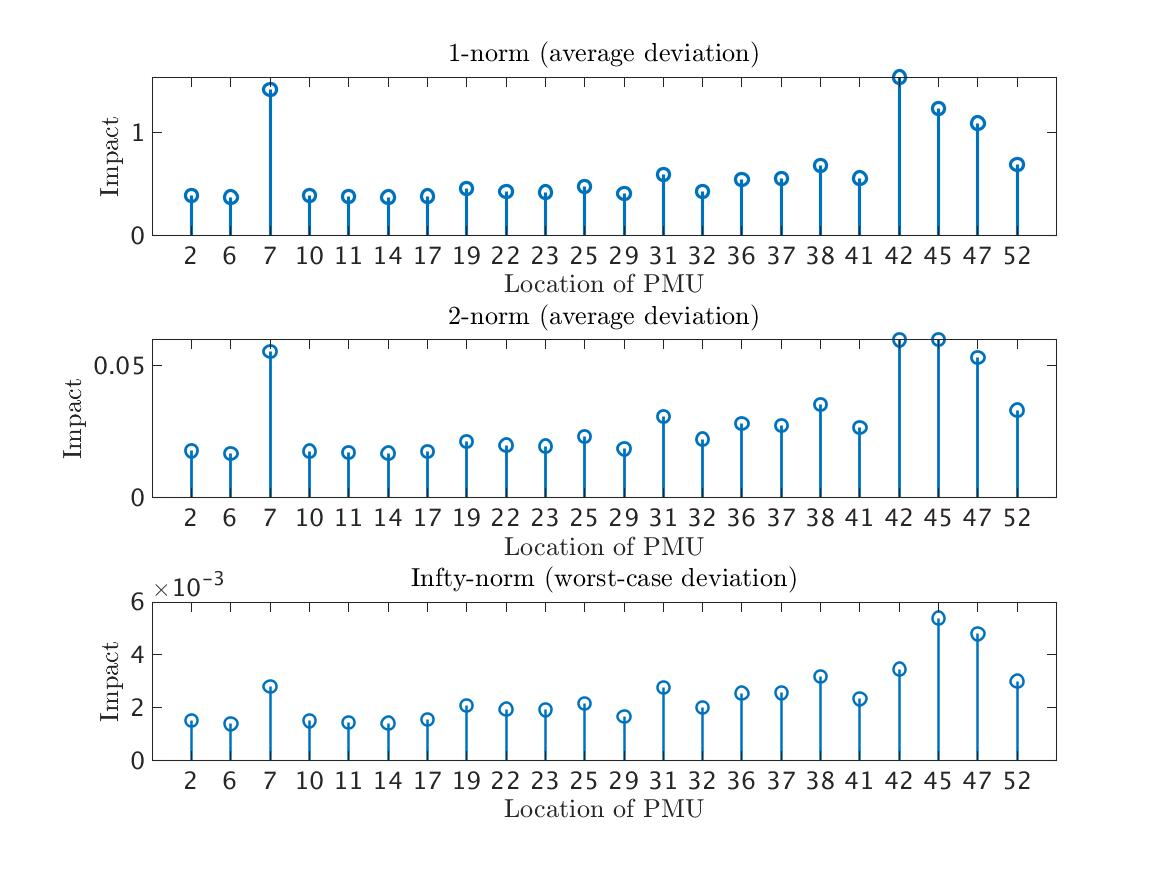 1-norm (average deviation)
Impact
1
0
2 6 7 10 11 14 17 19 22 23 25 29 31 32 36 37 38 41 42 45 47 52
Location of PMU
2-norm (average deviation)
Impact
0.05
0
2 6 7 10 11 14 17 19 22 23 25 29 31 32 36 37 38 41 42 45 47 52
Location of PMU
Infty-norm (worst-case deviation)
×10⁻³
Impact
6
4
2
0
2 6 7 10 11 14 17 19 22 23 25 29 31 32 36 37 38 41 42 45 47 52
Location of PMU